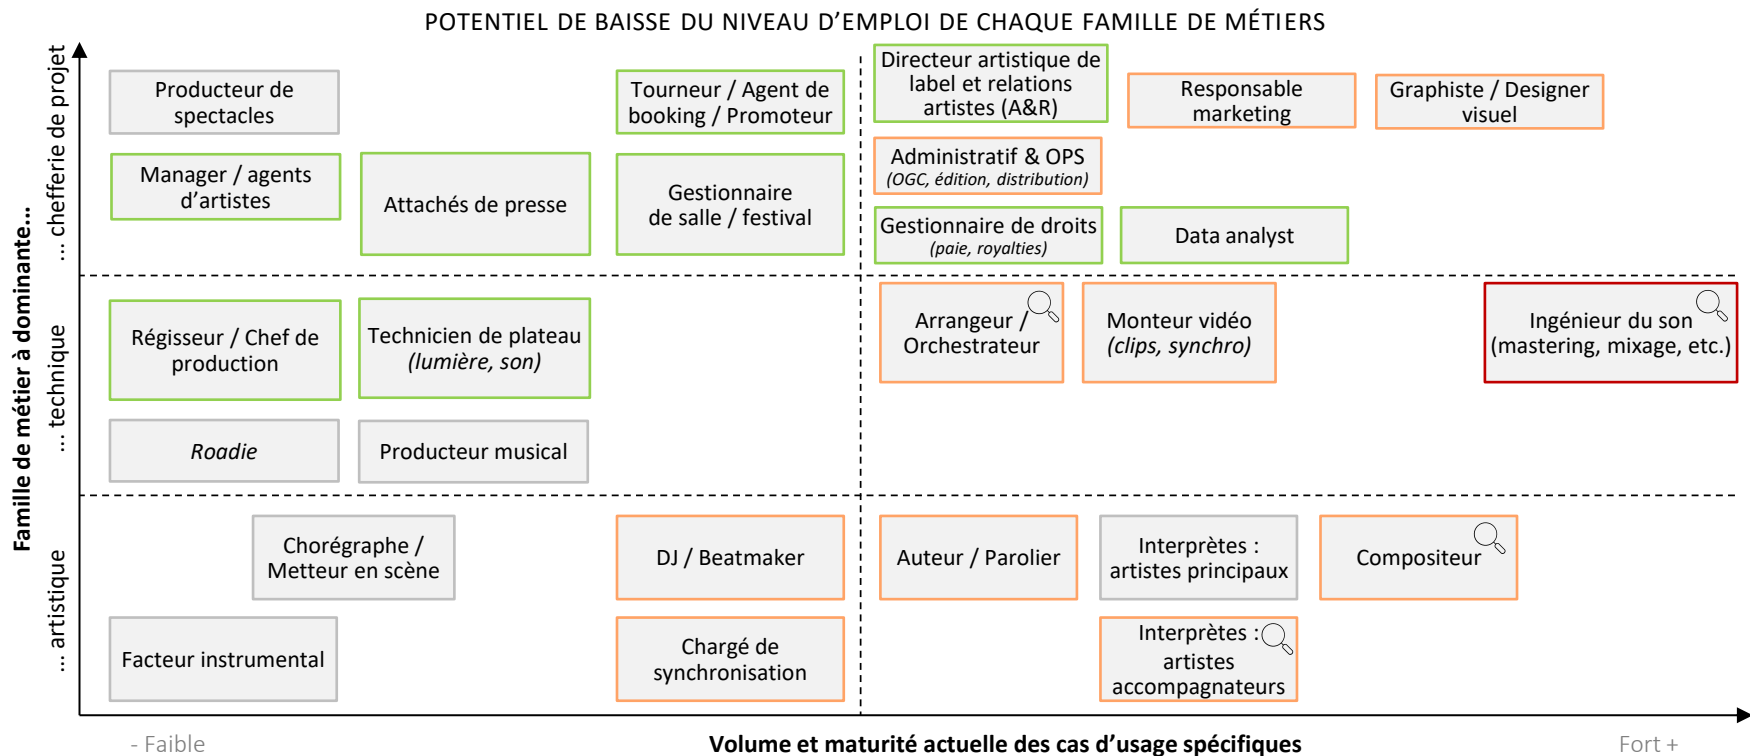 POTENTIEL DE BAISSE DU NIVEAU D'EMPLOI DE CHAQUE FAMILLE DE MÉTIERS
Famille de métier à dominante...
... chefferie de projet
Producteur de
spectacles
Tourneur / Agent de
booking / Promoteur
Directeur artistique de
label et relations
artistes (A&R)
Responsable
marketing
Graphiste / Designer
visuel
Manager / agents
d'artistes
Attachés de presse
Gestionnaire
de salle / festival
Administratif & OPS
(OGC, édition, distribution)
Gestionnaire de droits
(paie, royalties)
Data analyst
... technique
Régisseur / Chef de
production
Technicien de plateau
(lumière, son)
Arrangeur /
Orchestrateur
Monteur vidéo
(clips, synchro)
Ingénieur du son
(mastering, mixage, etc.)
Roadie
Producteur musical
... artistique
Chorégraphe /
Metteur en scène
DJ / Beatmaker
Auteur / Parolier
Interprètes :
artistes principaux
Compositeur
Facteur instrumental
Chargé de
synchronisation
Interprètes :
artistes
accompagnateurs
- Faible
Volume et maturité actuelle des cas d'usage spécifiques
Fort +